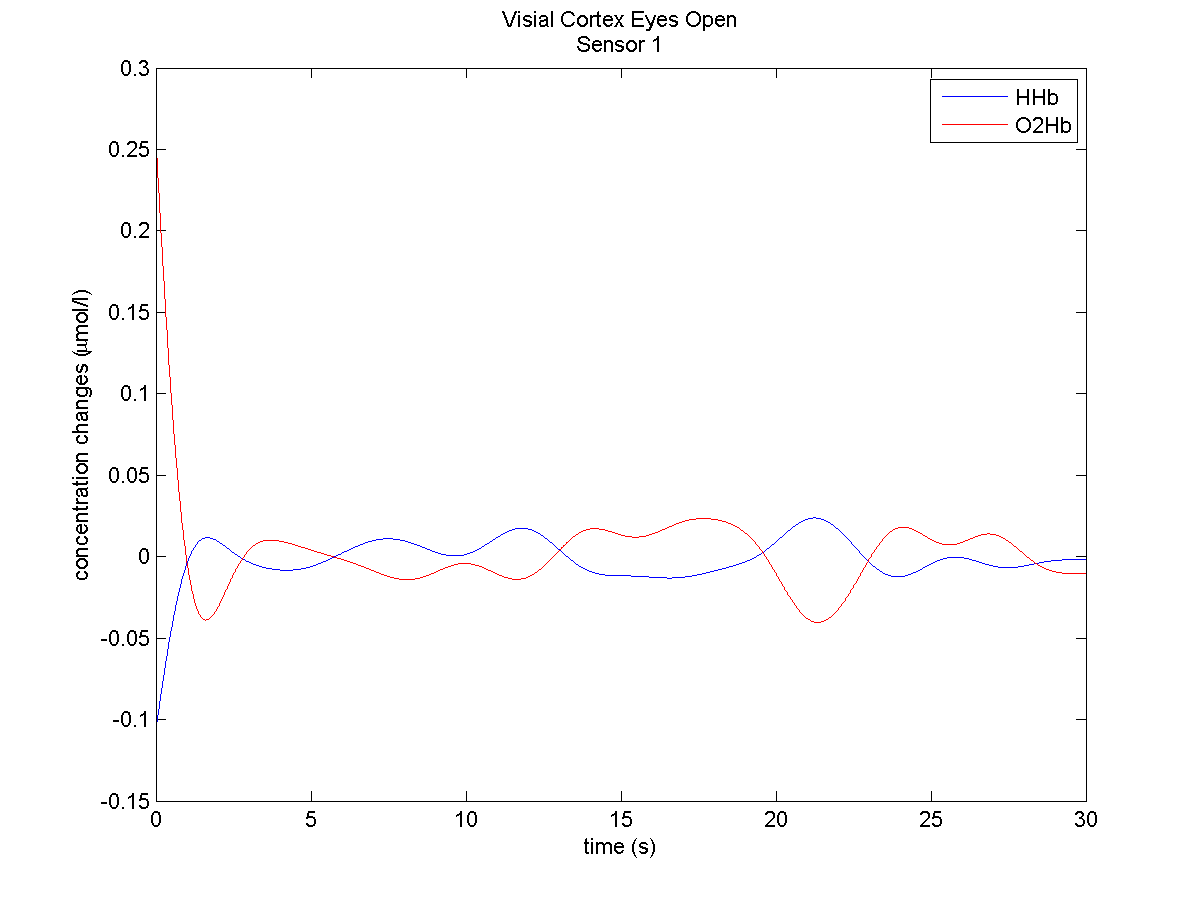 Visial Cortex Eyes Open
Sensor 1
0.3
0.25
0.2
0.15
0.1
0.05
0
-0.05
-0.1
-0.15
concentration changes (μmol/l)
HHb
O2Hb
0 5 10 15 20 25 30
time (s)